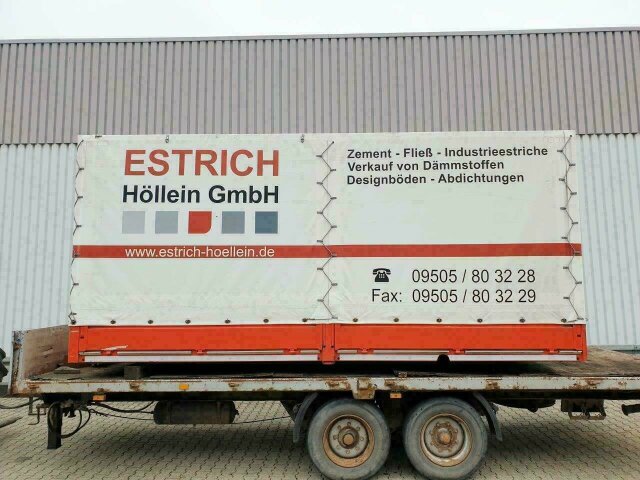 ESTRICH
Höllein GmbH
www.estrich-hoellein.de
Zement - Fließ - Industrieestriche
Verkauf von Dämmstoffen
Designböden - Abdichtungen
☎ 09505 / 80 32 28
Fax: 09505 / 80 32 29